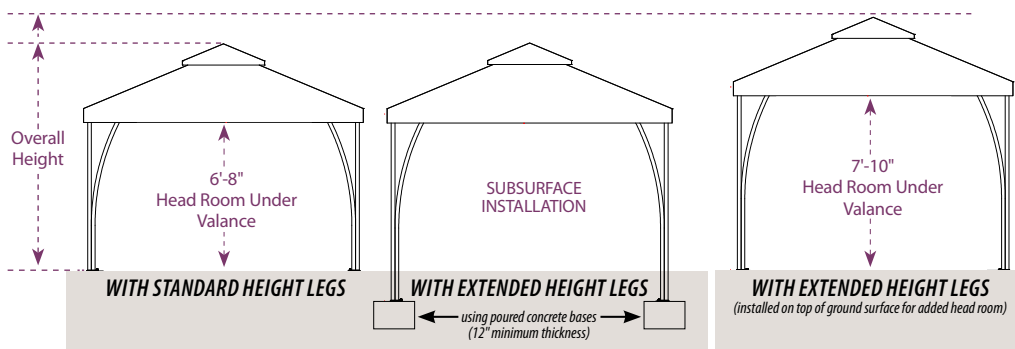 Overall
Height
6'-8"
Head Room Under
Valance
SUBSURFACE
INSTALLATION
7'-10"
Head Room Under
Valance
WITH STANDARD HEIGHT LEGS
WITH EXTENDED HEIGHT LEGS
using poured concrete bases
(12" minimum thickness)
WITH EXTENDED HEIGHT LEGS
(installed on top of ground surface for added head room)